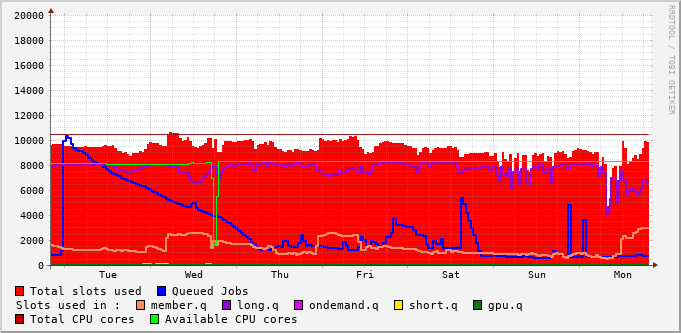 20000
18000
16000
14000
12000
10000
8000
6000
4000
2000
0
Tue Wed Thu Fri Sat Sun Mon
Total slots used Queued Jobs
Slots used in : member.q long.q ondemand.q short.q gpu.q
Total CPU cores Available CPU cores
RRDTOOL / TOBI OETIKER